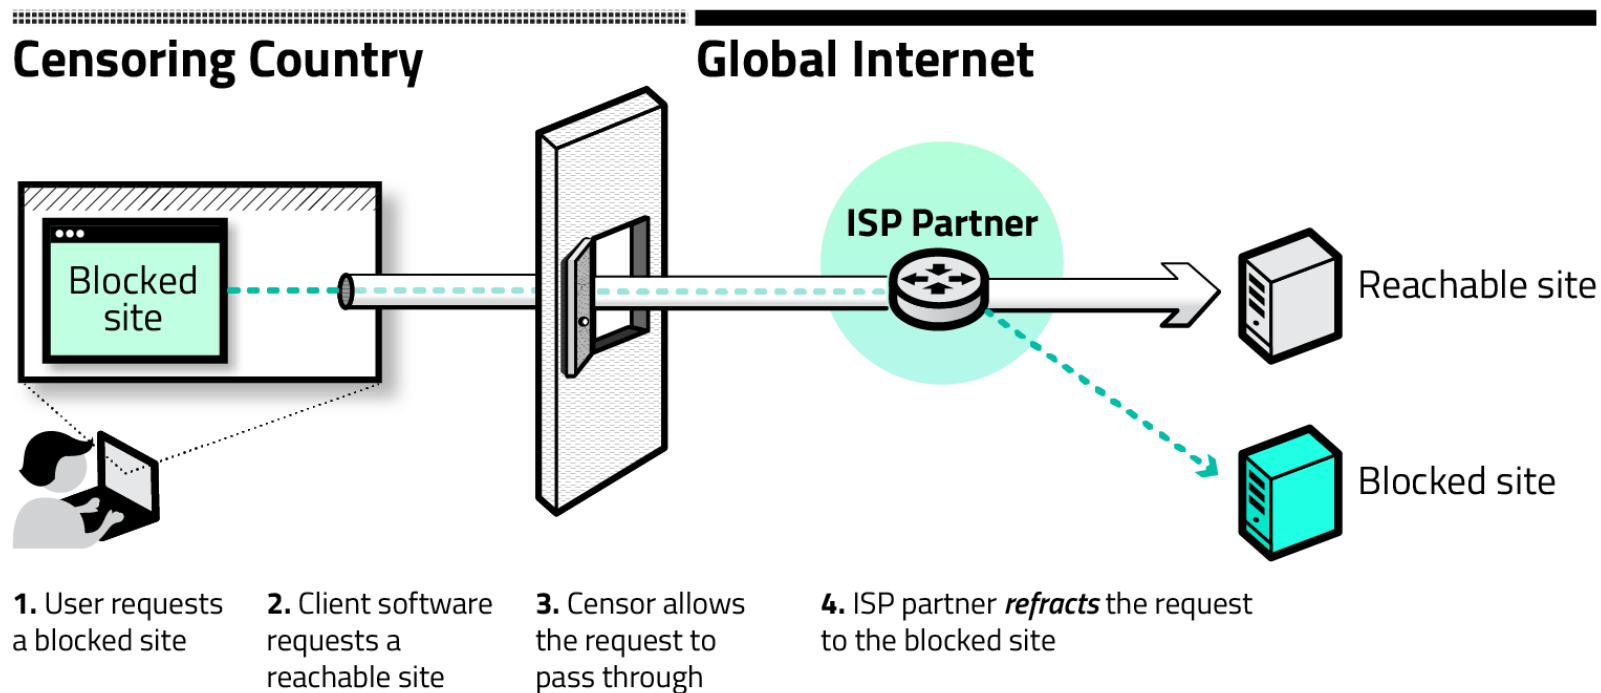 Censoring Country
Global Internet
Blocked
site
ISP Partner
Reachable site
Blocked site
1. User requests
a blocked site
2. Client software
requests a
reachable site
3. Censor allows
the request to
pass through
4. ISP partner refracts the request
to the blocked site